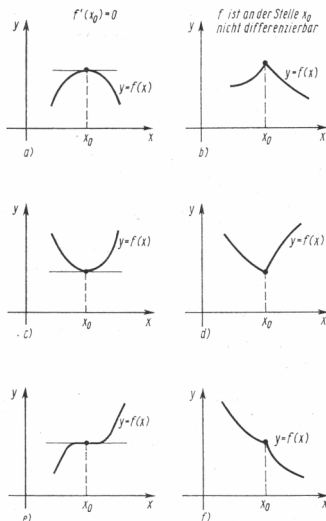 f'(x₀)=0
f ist an der Stelle x₀
nicht differenzierbar
y
y=f(x)
x₀
x
a)
y
y=f(x)
x₀
x
b)
y
y=f(x)
x₀
x
c)
y
y=f(x)
x₀
x
d)
y
y=f(x)
x₀
x
e)
y
y=f(x)
x₀
x
f)